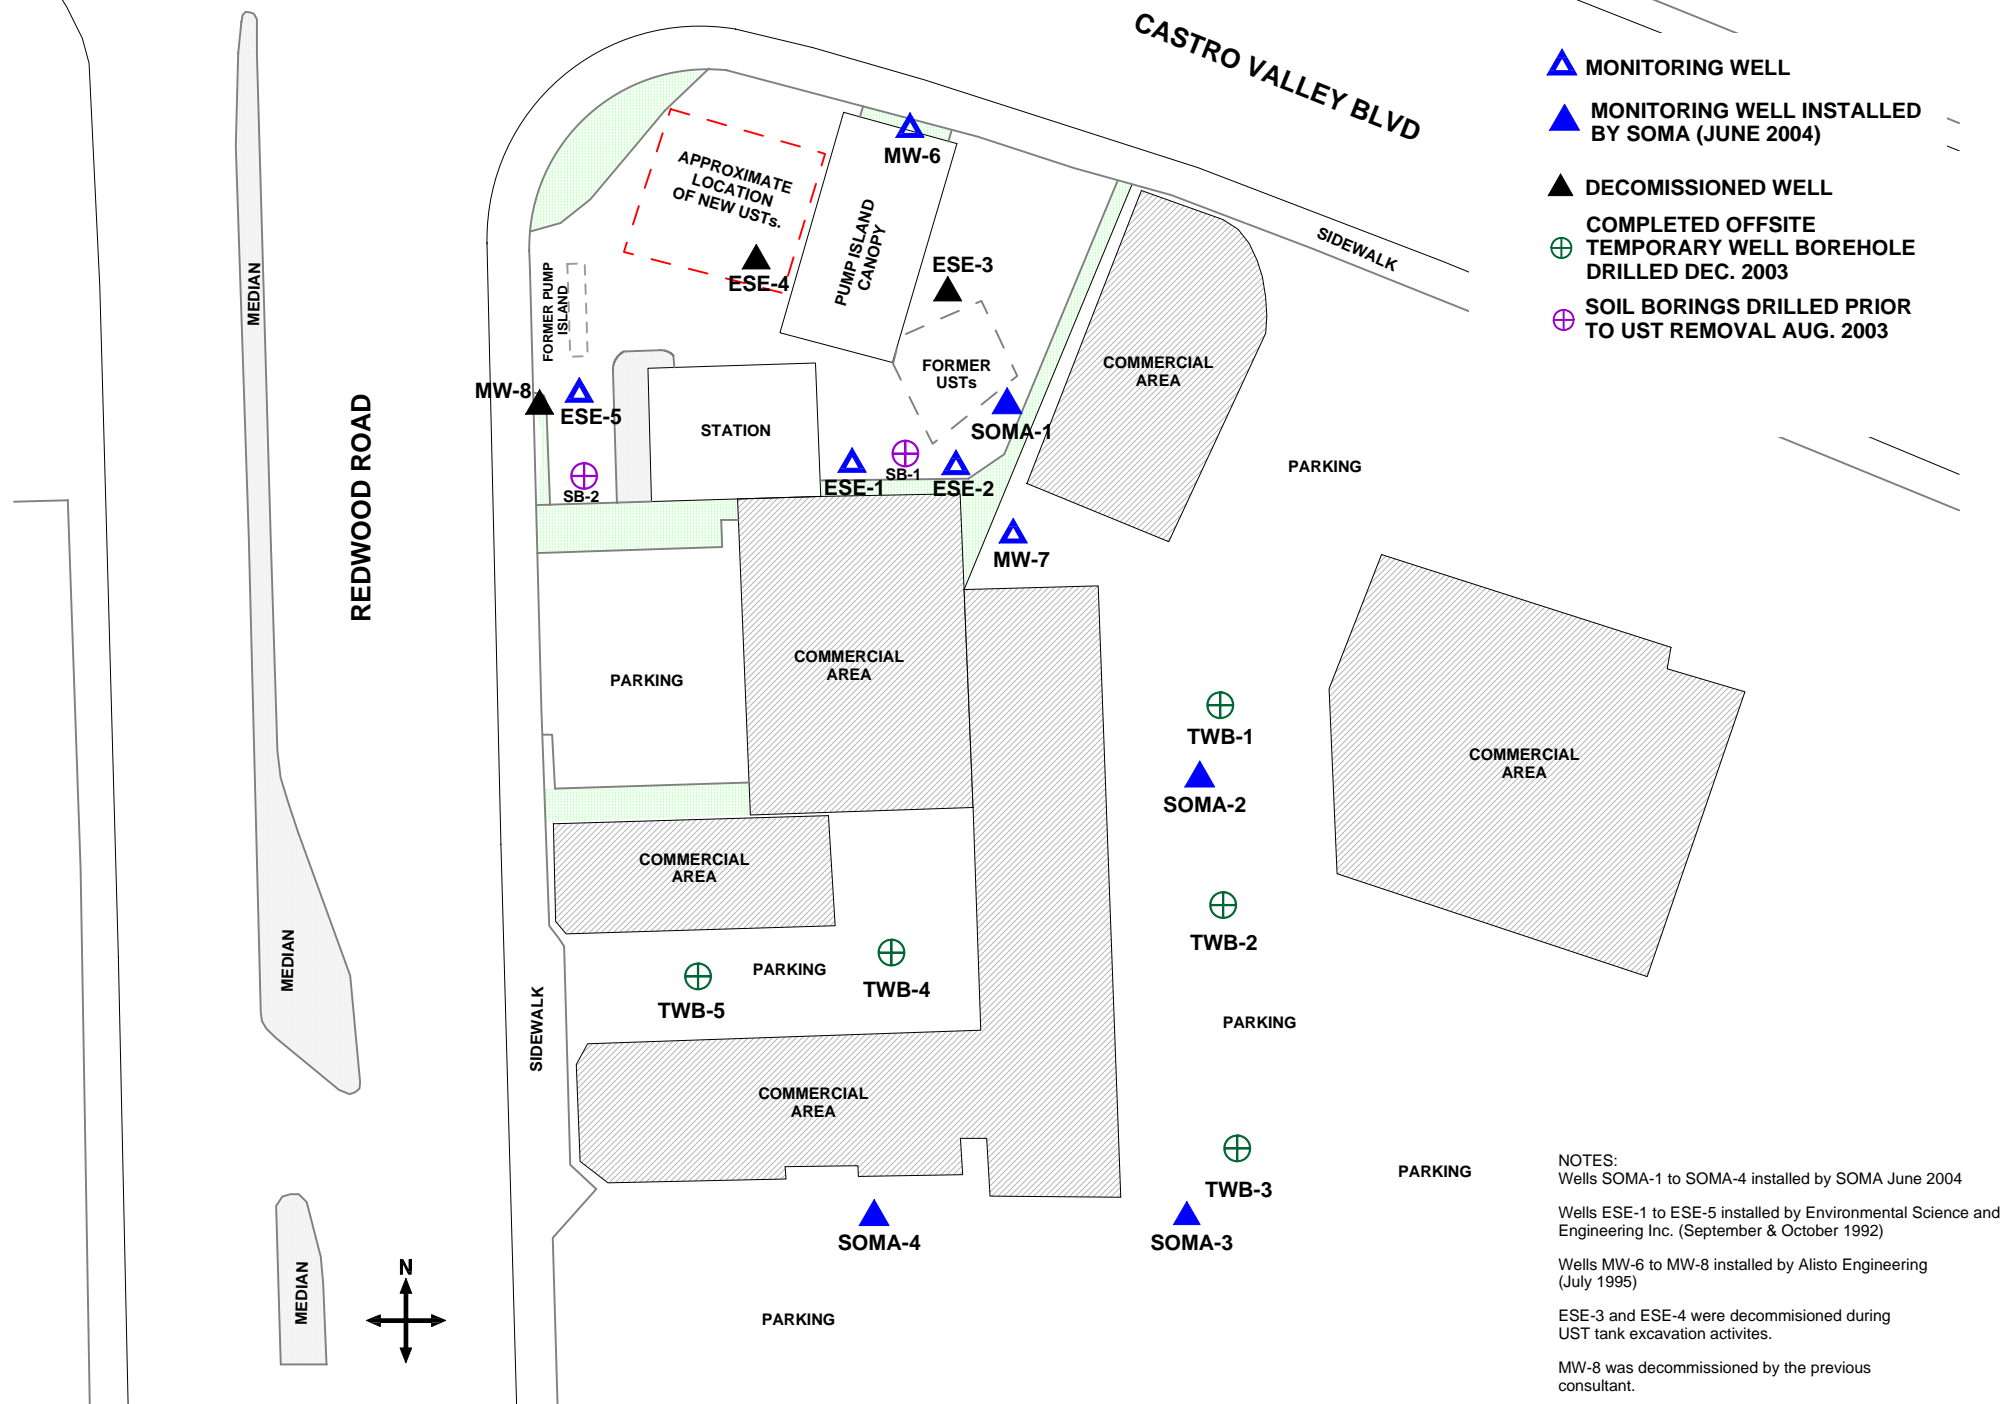 CASTRO VALLEY BLVD
MONITORING WELL
MONITORING WELL INSTALLED
BY SOMA (JUNE 2004)
DECOMISSIONED WELL
COMPLETED OFFSITE
TEMPORARY WELL BOREHOLE
DRILLED DEC. 2003
SOIL BORINGS DRILLED PRIOR
TO UST REMOVAL AUG. 2003
MW-6
APPROXIMATE
LOCATION
OF NEW USTs.
PUMP ISLAND
CANOPY
SIDEWALK
ESE-4
ESE-3
MEDIAN
FORMER PUMP
ISLAND
FORMER
USTs
COMMERCIAL
AREA
MW-8
ESE-5
STATION
SOMA-1
REDWOOD ROAD
SB-2
ESE-1
SB-1
ESE-2
PARKING
MW-7
PARKING
COMMERCIAL
AREA
TWB-1
COMMERCIAL
AREA
SOMA-2
COMMERCIAL
AREA
TWB-2
MEDIAN
PARKING
TWB-4
TWB-5
SIDEWALK
PARKING
COMMERCIAL
AREA
TWB-3
PARKING
SOMA-4
SOMA-3
MEDIAN
N
PARKING
NOTES:
Wells SOMA-1 to SOMA-4 installed by SOMA June 2004
Wells ESE-1 to ESE-5 installed by Environmental Science and
Engineering Inc. (September & October 1992)
Wells MW-6 to MW-8 installed by Alisto Engineering
(July 1995)
ESE-3 and ESE-4 were decommisioned during
UST tank excavation activites.
MW-8 was decommissioned by the previous
consultant.